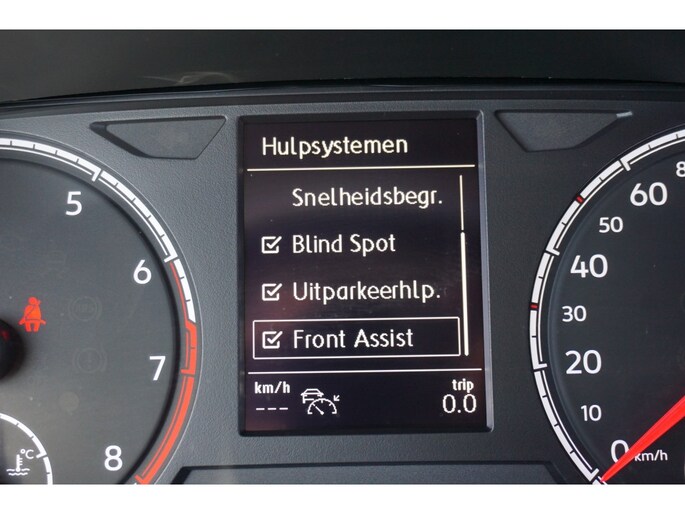 Hulpsystemen
Snelheidsbegr.
Blind Spot
Uitparkeerhlp.
Front Assist
km/h
trip
--- 
0.0
5
6
7
8
°C
0
10
20
30
40
50
60
8
km/h